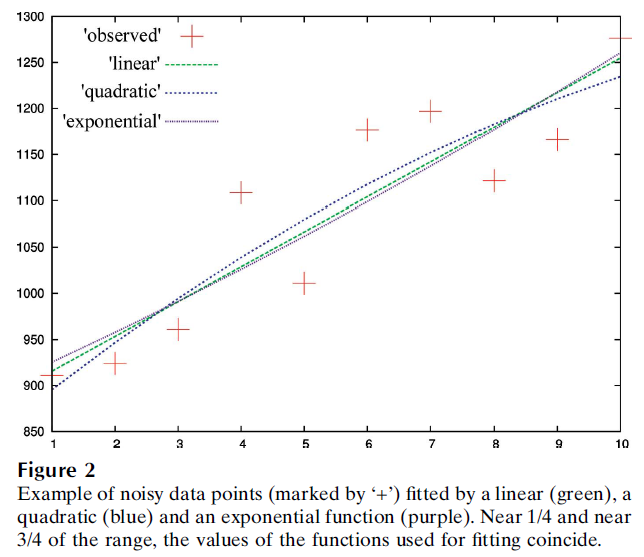 1300
'observed'
'linear'
1250
'quadratic'
1200
'exponential'
1150
1100
1050
1000
950
900
850
1 2 3 4 5 6 7 8 9 10
Figure 2
Example of noisy data points (marked by ‘+’) fitted by a linear (green), a
quadratic (blue) and an exponential function (purple). Near 1/4 and near
3/4 of the range, the values of the functions used for fitting coincide.